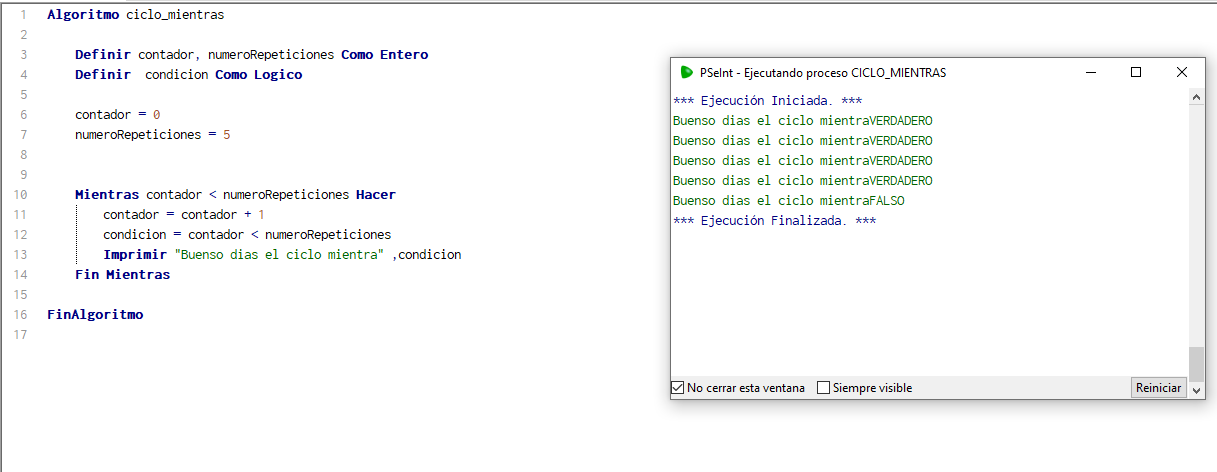 1 Algoritmo ciclo_mientras
2
3 Definir contador, numeroRepeticiones Como Entero
4 Definir  condicion Como Logico
5
6 contador = 0
7 numeroRepeticiones = 5
8
9
10 Mientras contador < numeroRepeticiones Hacer
11 contador = contador + 1
12 condicion = contador < numeroRepeticiones
13 Imprimir "Buenso dias el ciclo mientra" ,condicion
14 Fin Mientras
15
16 FinAlgoritmo
17
PSeInt - Ejecutando proceso CICLO_MIENTRAS
*** Ejecución Iniciada. ***
Buenso dias el ciclo mientraVERDADERO
Buenso dias el ciclo mientraVERDADERO
Buenso dias el ciclo mientraVERDADERO
Buenso dias el ciclo mientraVERDADERO
Buenso dias el ciclo mientraFALSO
*** Ejecución Finalizada. ***
No cerrar esta ventana Siempre visible Reiniciar